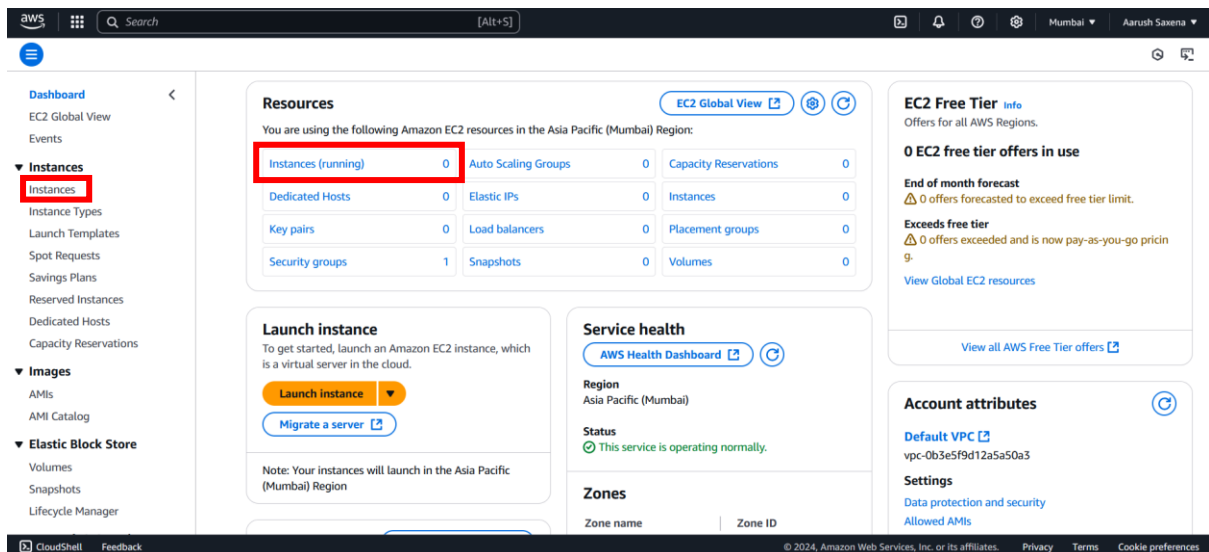 aws
Search [Alt+S] Mumbai Aarush Saxena
Dashboard
EC2 Global View
Events
Instances
Instances
Instance Types
Launch Templates
Spot Requests
Savings Plans
Reserved Instances
Dedicated Hosts
Capacity Reservations
Images
AMIs
AMI Catalog
Elastic Block Store
Volumes
Snapshots
Lifecycle Manager
Resources
EC2 Global View
You are using the following Amazon EC2 resources in the Asia Pacific (Mumbai) Region:
Instances (running) 0 Auto Scaling Groups 0 Capacity Reservations 0
Dedicated Hosts 0 Elastic IPs 0 Instances 0
Key pairs 0 Load balancers 0 Placement groups 0
Security groups 1 Snapshots 0 Volumes 0
Launch instance
To get started, launch an Amazon EC2 instance, which
is a virtual server in the cloud.
Launch instance
Migrate a server
Note: Your instances will launch in the Asia Pacific
(Mumbai) Region
Service health
AWS Health Dashboard
Region
Asia Pacific (Mumbai)
Status
This service is operating normally.
Zones
Zone name Zone ID
EC2 Free Tier Info
Offers for all AWS Regions.
0 EC2 free tier offers in use
End of month forecast
0 offers forecasted to exceed free tier limit.
Exceeds free tier
0 offers exceeded and is now pay-as-you-go pricin
g.
View Global EC2 resources
View all AWS Free Tier offers
Account attributes
Default VPC
vpc-0b3e5f9d12a5a50a3
Settings
Data protection and security
Allowed AMIs
CloudShell Feedback © 2024, Amazon Web Services, Inc. or its affiliates. Privacy Terms Cookie preferences